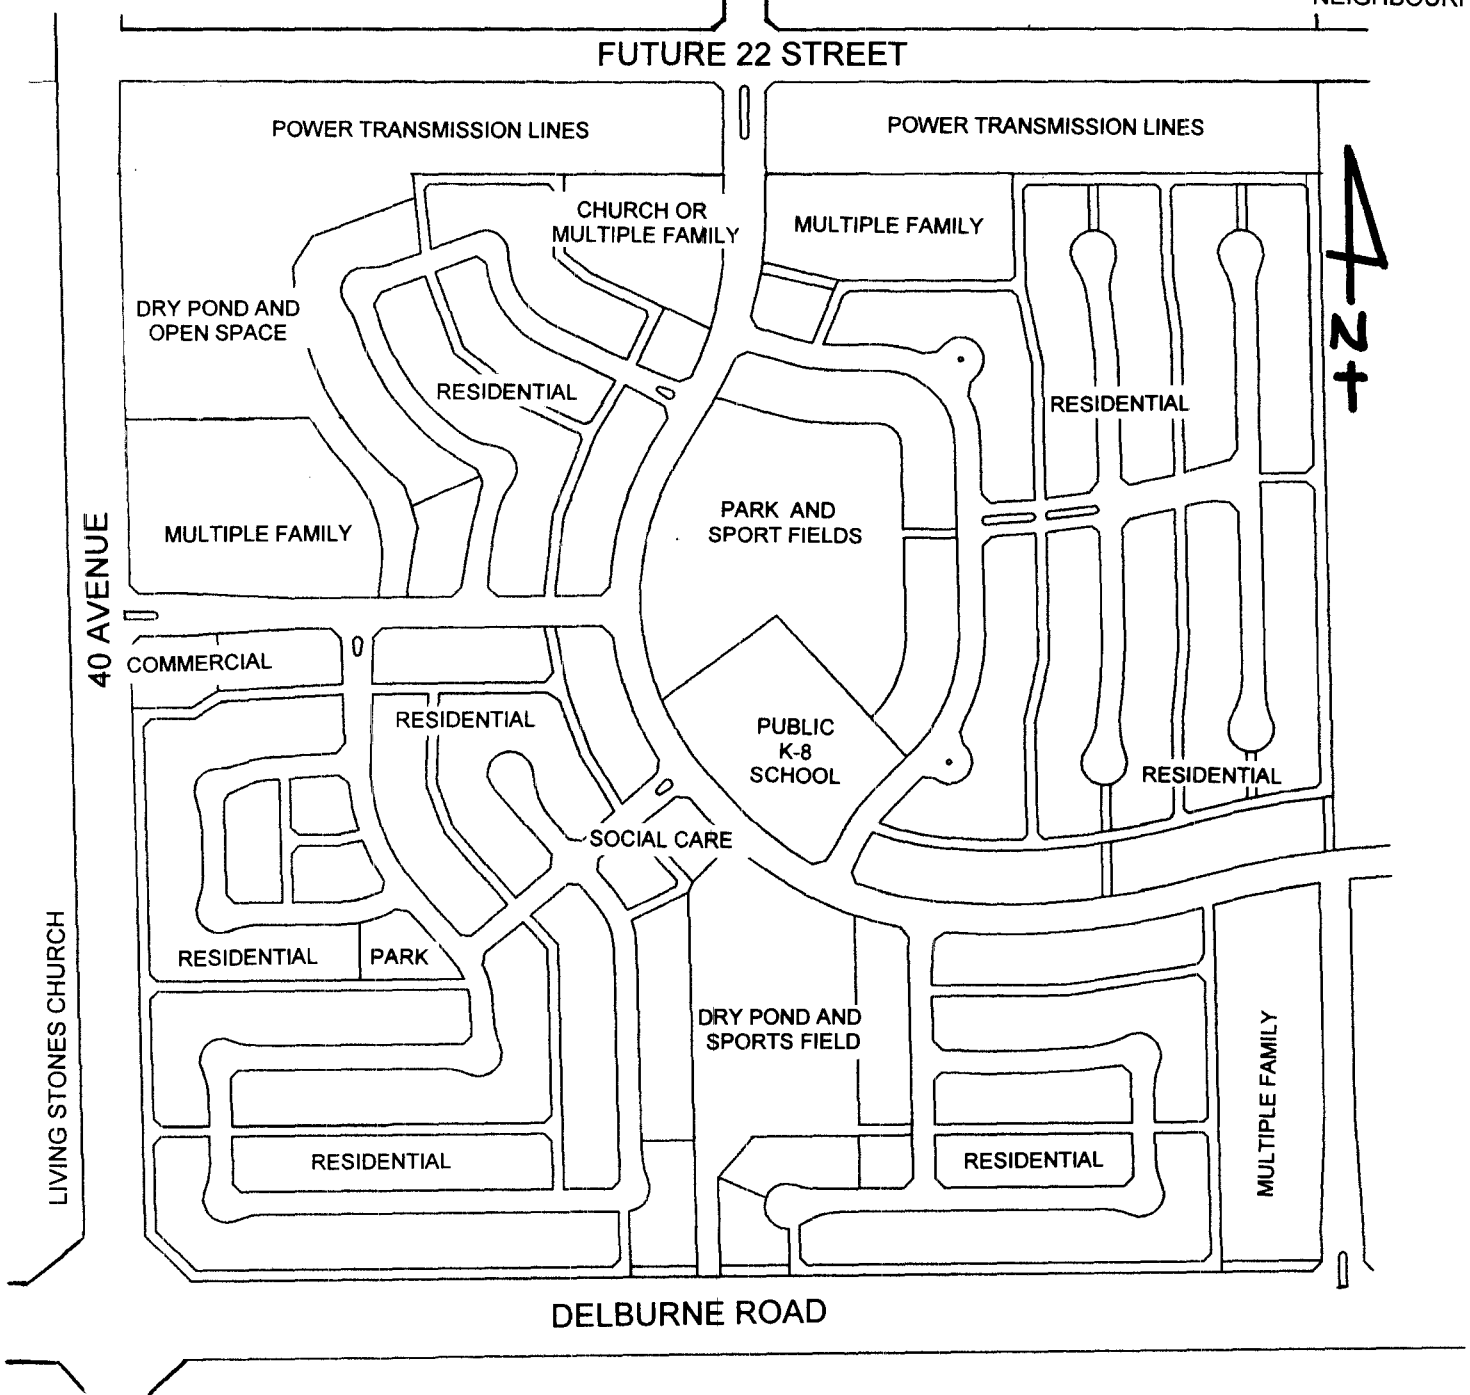 FUTURE 22 STREET
POWER TRANSMISSION LINES
POWER TRANSMISSION LINES
CHURCH OR
MULTIPLE FAMILY
MULTIPLE FAMILY
DRY POND AND
OPEN SPACE
N
RESIDENTIAL
RESIDENTIAL
MULTIPLE FAMILY
PARK AND
SPORT FIELDS
40 AVENUE
COMMERCIAL
RESIDENTIAL
PUBLIC
K-8
SCHOOL
RESIDENTIAL
SOCIAL CARE
LIVING STONES CHURCH
RESIDENTIAL
PARK
DRY POND AND
SPORTS FIELD
MULTIPLE FAMILY
RESIDENTIAL
RESIDENTIAL
DELBURNE ROAD